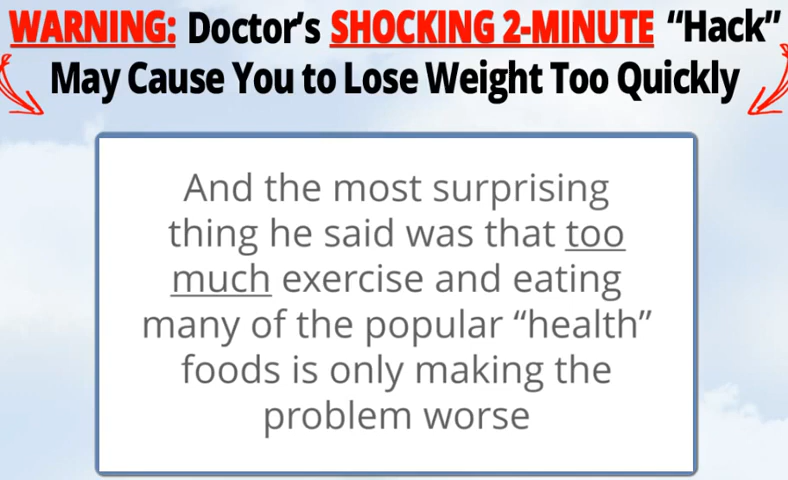 WARNING: Doctor's SHOCKING 2-MINUTE “Hack”
May Cause You to Lose Weight Too Quickly
And the most surprising
thing he said was that too
much exercise and eating
many of the popular “health”
foods is only making the
problem worse